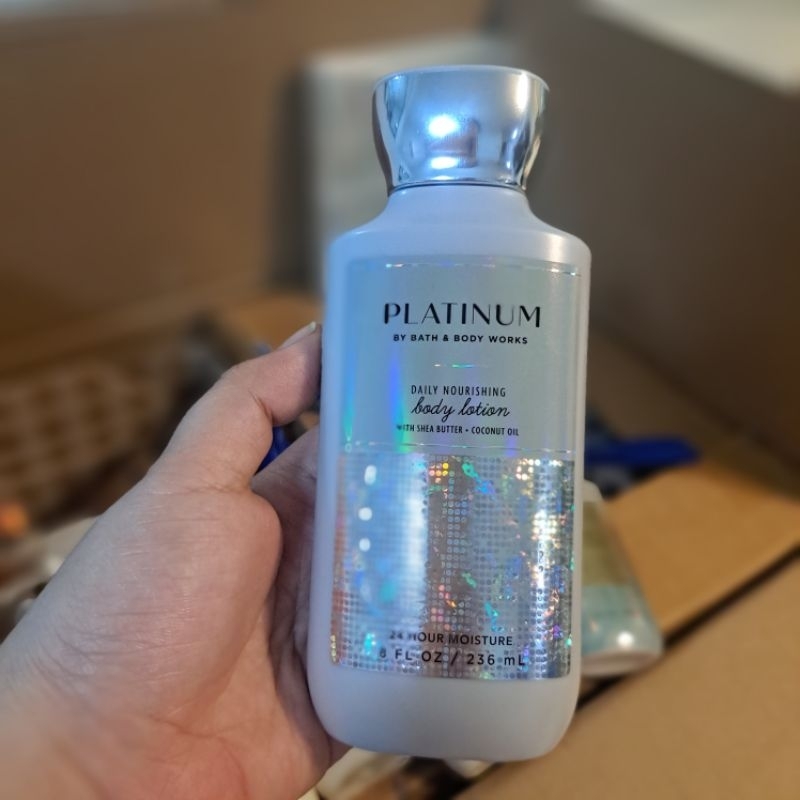 PLATINUM
BY BATH & BODY WORKS
DAILY NOURISHING
body lotion
WITH SHEA BUTTER + COCONUT OIL
24 HOUR MOISTURE
8 FL OZ / 236 mL